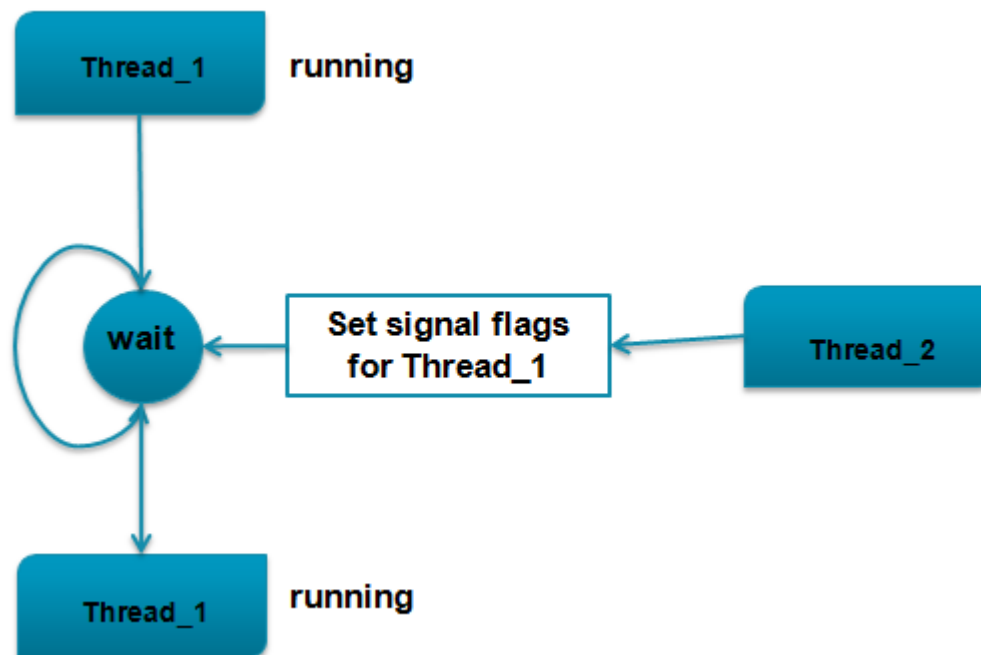 Thread_1
running
wait
Set signal flags
for Thread_1
Thread_2
Thread_1
running